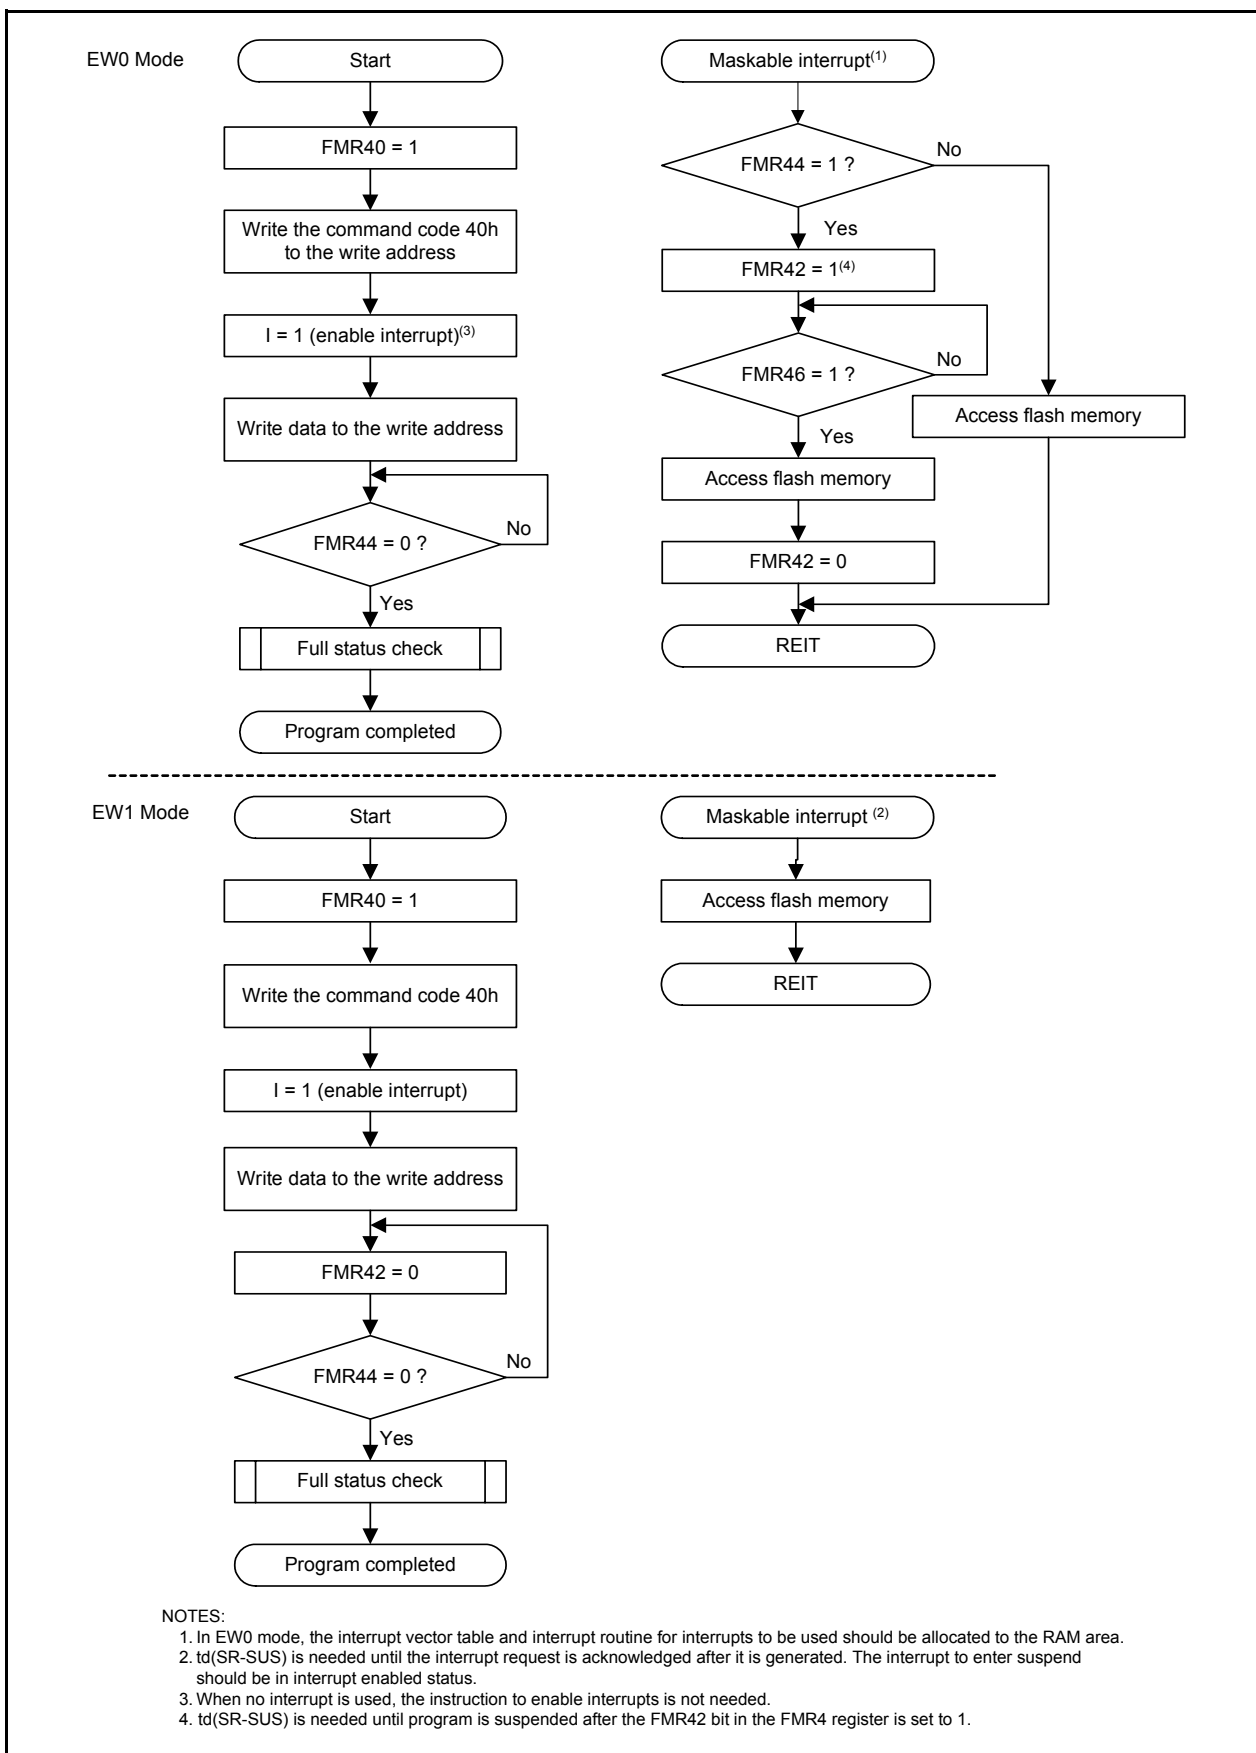 EW0 Mode
Start
FMR40 = 1
Write the command code 40h
to the write address
I = 1 (enable interrupt)(3)
Write data to the write address
FMR44 = 0 ?
No
Yes
Full status check
Program completed
Maskable interrupt(1)
FMR44 = 1 ?
No
Yes
FMR42 = 1(4)
FMR46 = 1 ?
No
Yes
Access flash memory
Access flash memory
FMR42 = 0
REIT
EW1 Mode
Start
FMR40 = 1
Write the command code 40h
I = 1 (enable interrupt)
Write data to the write address
FMR42 = 0
FMR44 = 0 ?
No
Yes
Full status check
Program completed
Maskable interrupt (2)
Access flash memory
REIT
NOTES:
1. In EW0 mode, the interrupt vector table and interrupt routine for interrupts to be used should be allocated to the RAM area.
2. td(SR-SUS) is needed until the interrupt request is acknowledged after it is generated. The interrupt to enter suspend
should be in interrupt enabled status.
3. When no interrupt is used, the instruction to enable interrupts is not needed.
4. td(SR-SUS) is needed until program is suspended after the FMR42 bit in the FMR4 register is set to 1.